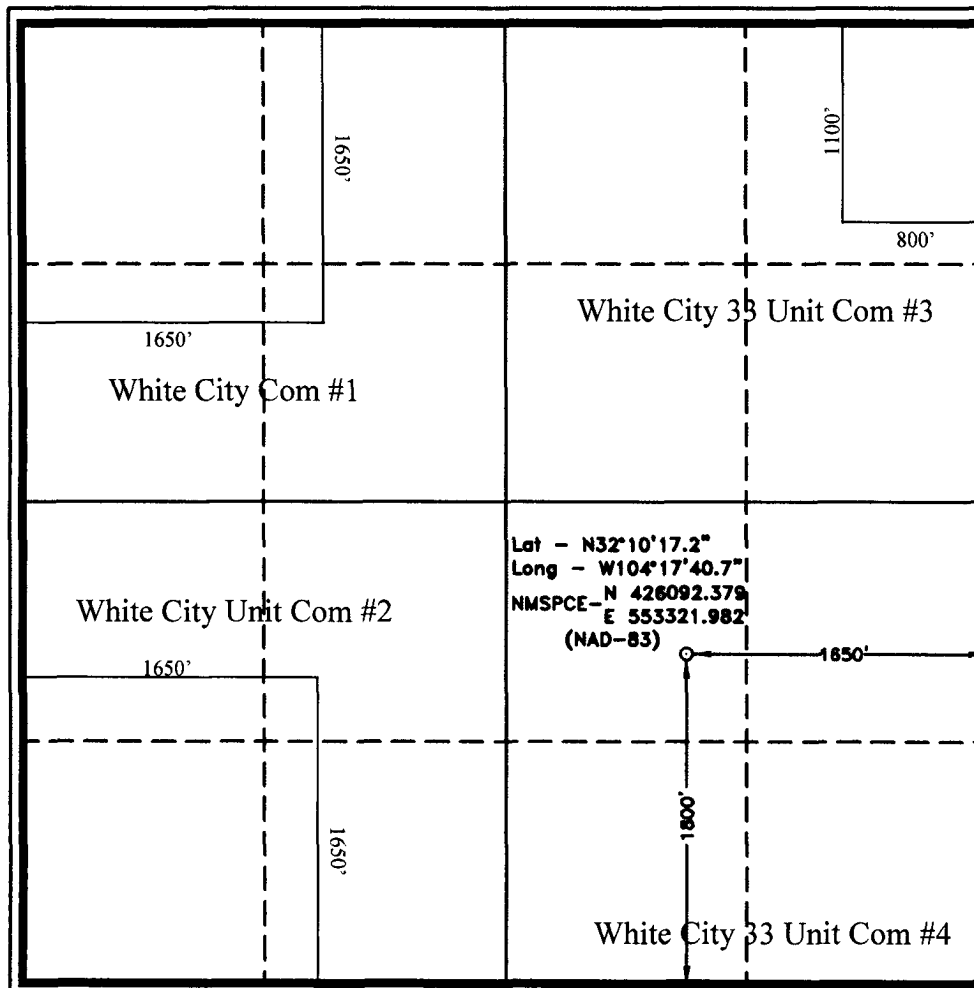 1650'
1100'
800'
1650'
White City 33 Unit Com #3
White City Com #1
Lat - N32°10'17.2"
Long - W104°17'40.7"
NMSPCE- N 426092.379
E 553321.982
(NAD-83)
White City Unit Com #2
1650'
1650'
1800'
1650'
White City 33 Unit Com #4